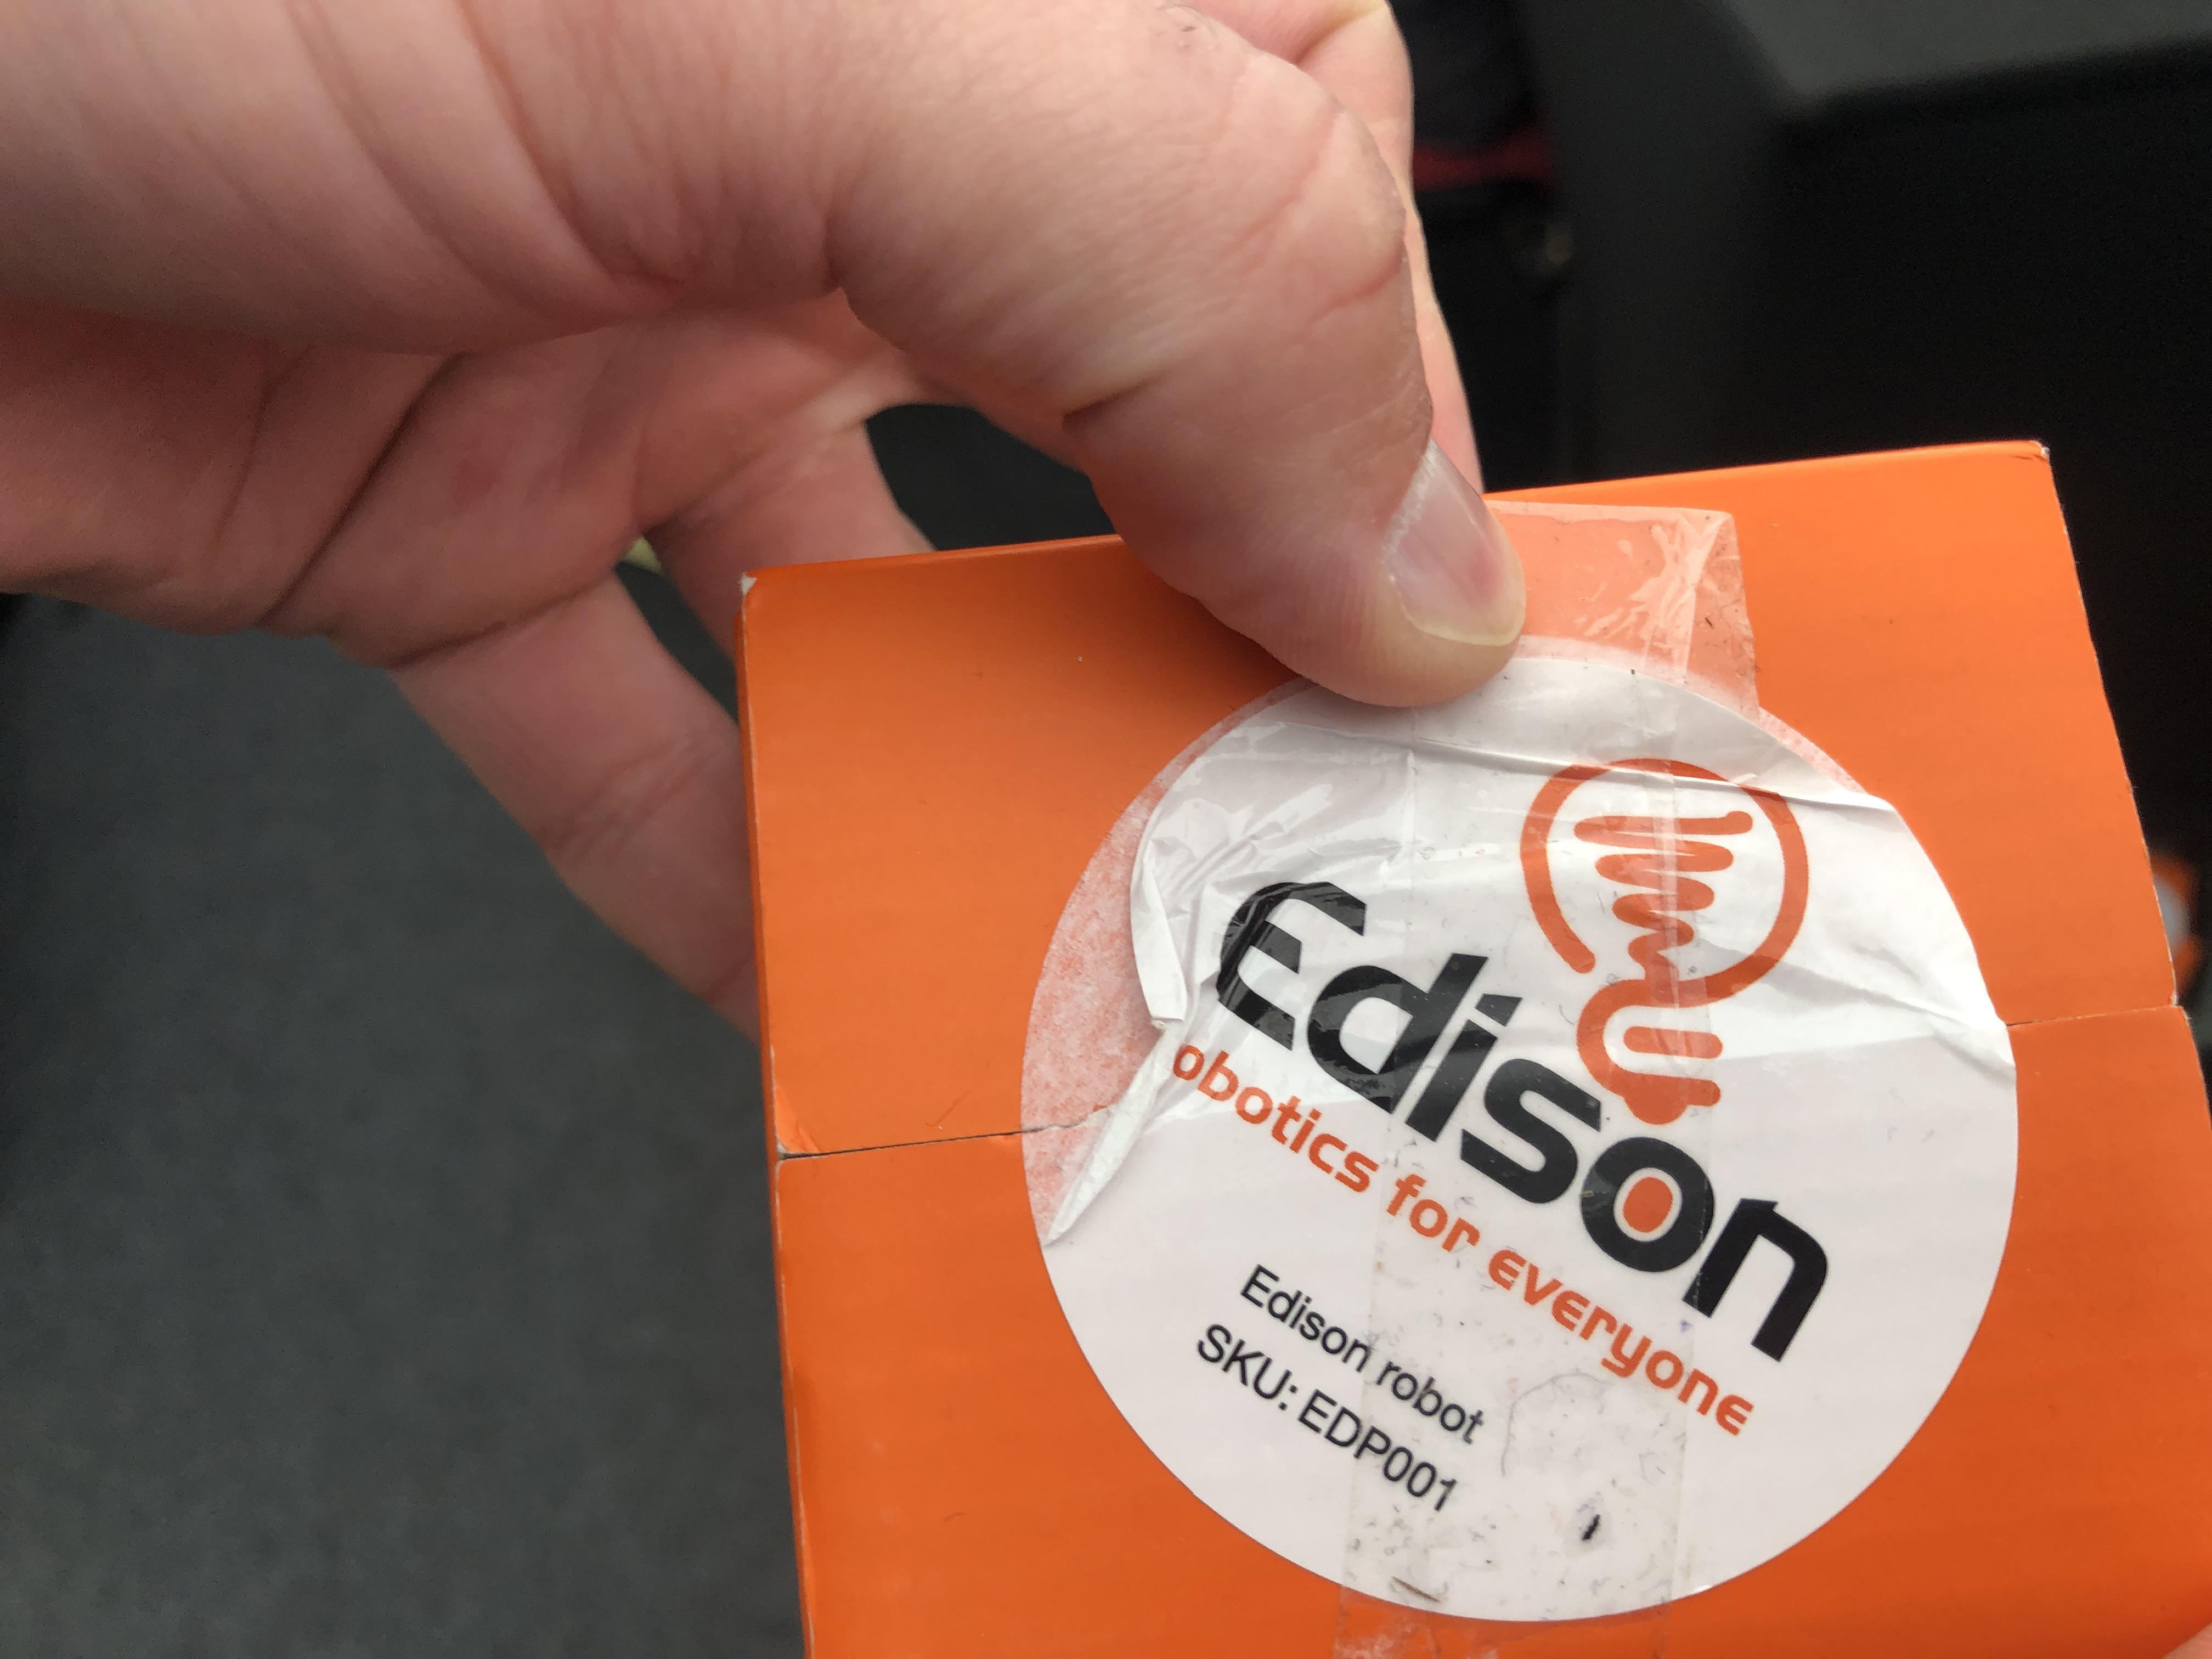 Edison
obotics for everyone
Edison robot
SKU: EDP001